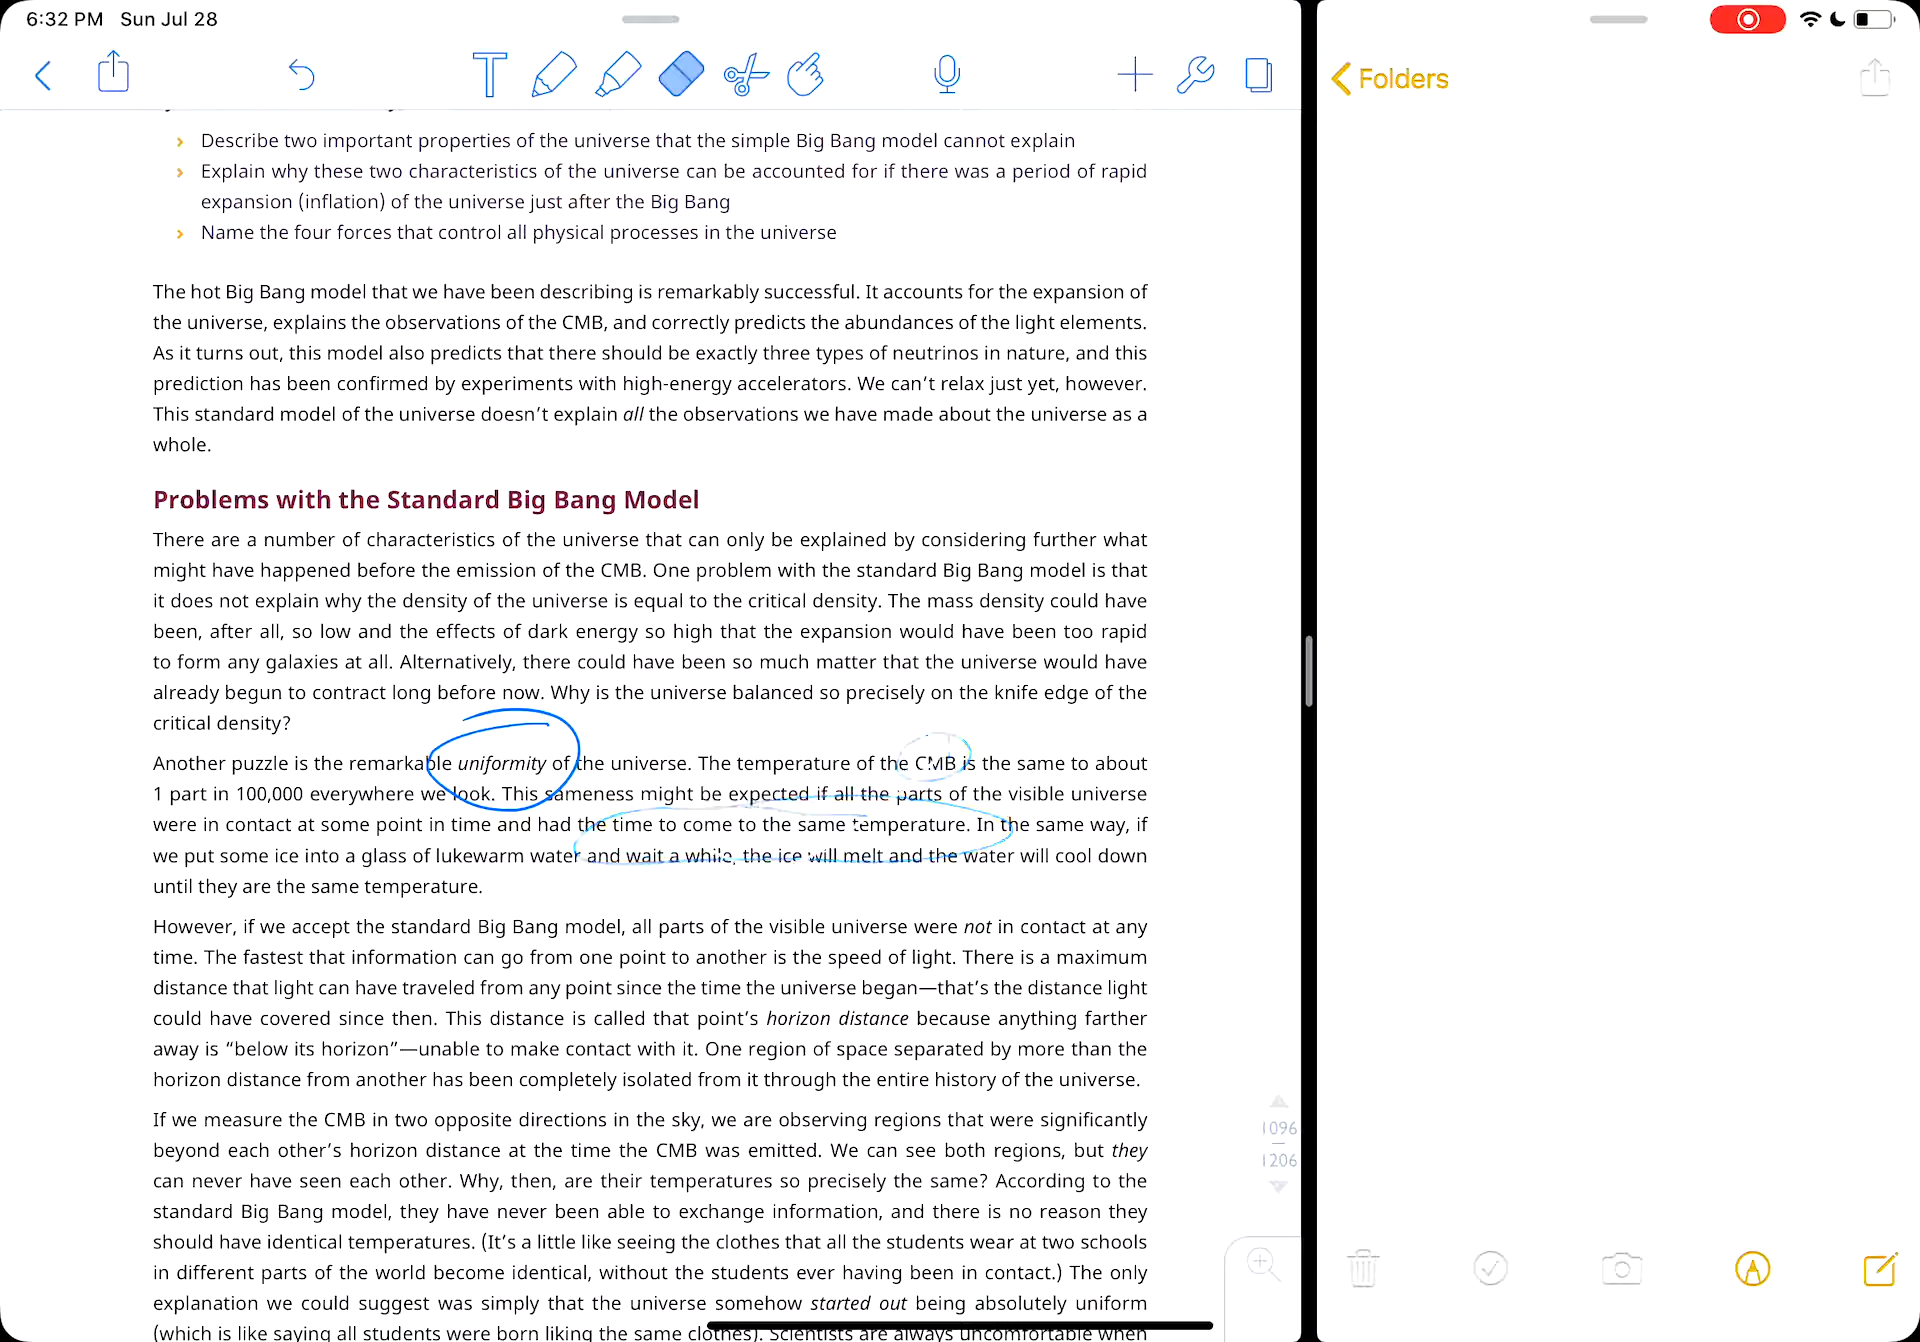 6:32 PM Sun Jul 28
Folders
Describe two important properties of the universe that the simple Big Bang model cannot explain
Explain why these two characteristics of the universe can be accounted for if there was a period of rapid
expansion (inflation) of the universe just after the Big Bang
Name the four forces that control all physical processes in the universe
The hot Big Bang model that we have been describing is remarkably successful. It accounts for the expansion of
the universe, explains the observations of the CMB, and correctly predicts the abundances of the light elements.
As it turns out, this model also predicts that there should be exactly three types of neutrinos in nature, and this
prediction has been confirmed by experiments with high-energy accelerators. We can't relax just yet, however.
This standard model of the universe doesn't explain all the observations we have made about the universe as a
whole.
Problems with the Standard Big Bang Model
There are a number of characteristics of the universe that can only be explained by considering further what
might have happened before the emission of the CMB. One problem with the standard Big Bang model is that
it does not explain why the density of the universe is equal to the critical density. The mass density could have
been, after all, so low and the effects of dark energy so high that the expansion would have been too rapid
to form any galaxies at all. Alternatively, there could have been so much matter that the universe would have
already begun to contract long before now. Why is the universe balanced so precisely on the knife edge of the
critical density?
Another puzzle is the remarkable uniformity of the universe. The temperature of the CMB is the same to about
1 part in 100,000 everywhere we look. This sameness might be expected if all the parts of the visible universe
were in contact at some point in time and had the time to come to the same temperature. In the same way, if
we put some ice into a glass of lukewarm water and wait a while, the ice will melt and the water will cool down
until they are the same temperature.
However, if we accept the standard Big Bang model, all parts of the visible universe were not in contact at any
time. The fastest that information can go from one point to another is the speed of light. There is a maximum
distance that light can have traveled from any point since the time the universe began—that's the distance light
could have covered since then. This distance is called that point's horizon distance because anything farther
away is “below its horizon”—unable to make contact with it. One region of space separated by more than the
horizon distance from another has been completely isolated from it through the entire history of the universe.
If we measure the CMB in two opposite directions in the sky, we are observing regions that were significantly
beyond each other's horizon distance at the time the CMB was emitted. We can see both regions, but they
can never have seen each other. Why, then, are their temperatures so precisely the same? According to the
standard Big Bang model, they have never been able to exchange information, and there is no reason they
should have identical temperatures. (It's a little like seeing the clothes that all the students wear at two schools
in different parts of the world become identical, without the students ever having been in contact.) The only
explanation we could suggest was simply that the universe somehow started out being absolutely uniform
(which is like saying all students were born liking the same clothes). Scientists are always uncomfortable when
1096
1206